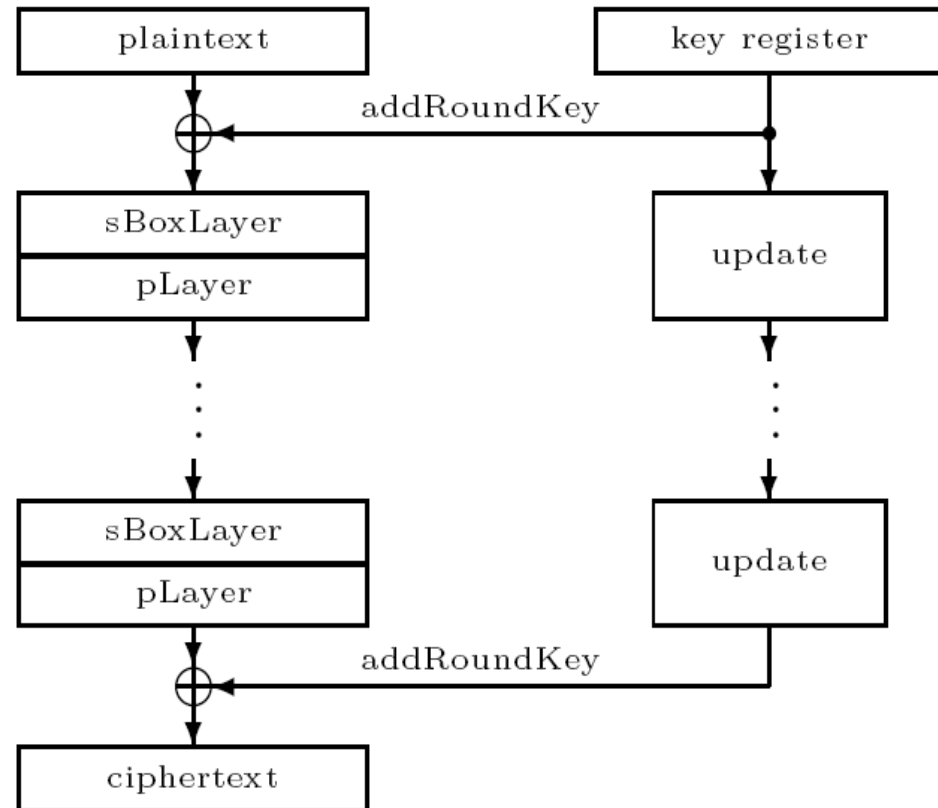 plaintext
key register
addRoundKey
sBoxLayer
pLayer
update
sBoxLayer
pLayer
update
addRoundKey
ciphertext